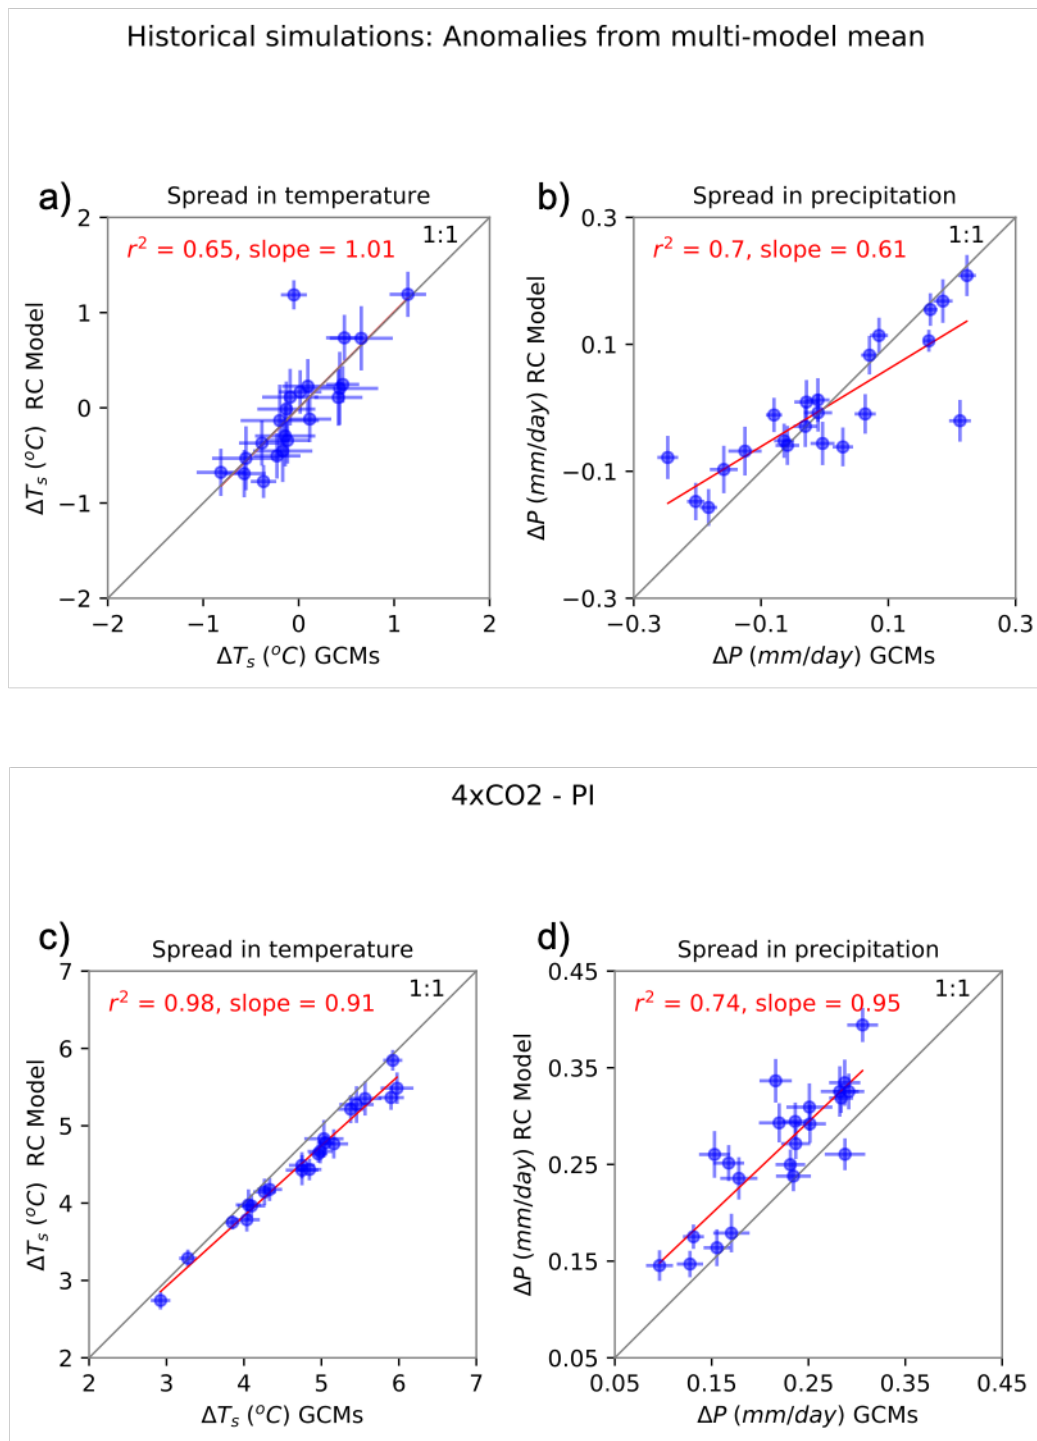 Historical simulations: Anomalies from multi-model mean
a)
Spread in temperature
r² = 0.65, slope = 1.01
1:1
2
1
0
−1
−2
−2 −1 0 1 2
ΔTₛ (°C) RC Model
ΔTₛ (°C) GCMs
b)
Spread in precipitation
r² = 0.7, slope = 0.61
1:1
0.3
0.1
−0.1
−0.3
−0.3 −0.1 0.1 0.3
ΔP (mm/day) RC Model
ΔP (mm/day) GCMs
4xCO2 - PI
c)
Spread in temperature
r² = 0.98, slope = 0.91
1:1
7
6
5
4
3
2
2 3 4 5 6 7
ΔTₛ (°C) RC Model
ΔTₛ (°C) GCMs
d)
Spread in precipitation
r² = 0.74, slope = 0.95
1:1
0.45
0.35
0.25
0.15
0.05
0.05 0.15 0.25 0.35 0.45
ΔP (mm/day) RC Model
ΔP (mm/day) GCMs